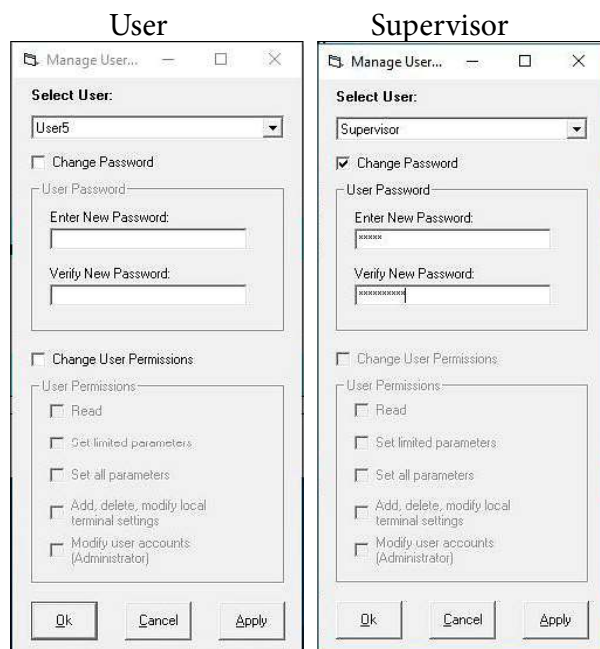 User
Manage User...
Select User:
User5
Change Password
User Password
Enter New Password:
Verify New Password:
Change User Permissions
User Permissions
Read
Set limited parameters
Set all parameters
Add, delete, modify local
terminal settings
Modify user accounts
(Administrator)
Ok
Cancel
Apply
Supervisor
Manage User...
Select User:
Supervisor
Change Password
User Password
Enter New Password:
*****
Verify New Password:
**********
Change User Permissions
User Permissions
Read
Set limited parameters
Set all parameters
Add, delete, modify local
terminal settings
Modify user accounts
(Administrator)
Ok
Cancel
Apply